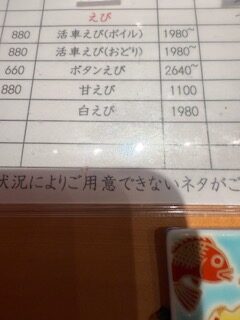 えび
880 活車えび(ボイル) 1980~
880 活車えび(おどり) 1980~
660 ボタンえび 2640~
880 甘えび 1100
白えび 1980
状況によりご用意できないネタがご